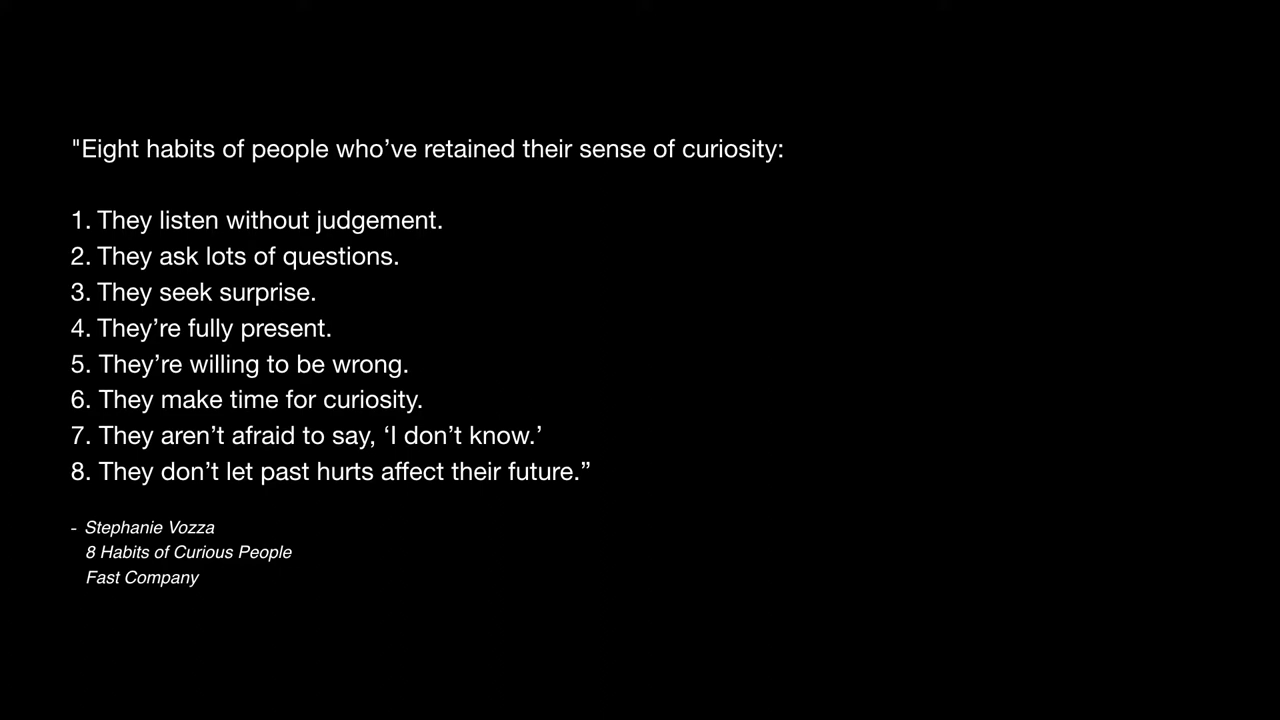 "Eight habits of people who’ve retained their sense of curiosity:
1. They listen without judgement.
2. They ask lots of questions.
3. They seek surprise.
4. They’re fully present.
5. They’re willing to be wrong.
6. They make time for curiosity.
7. They aren’t afraid to say, ‘I don’t know.’
8. They don’t let past hurts affect their future.”
- Stephanie Vozza
8 Habits of Curious People
Fast Company